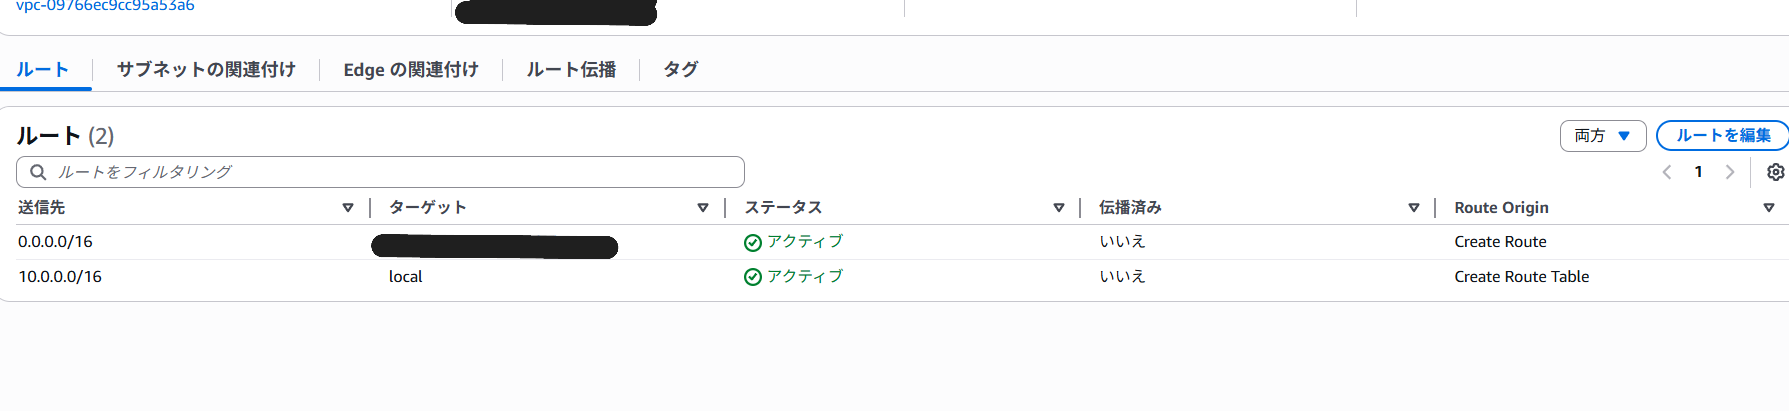 vpc-09766ec9cc95a53a6
ルート サブネットの関連付け Edge の関連付け ルート伝播 タグ
ルート (2)
両方 ルートを編集
ルートをフィルタリング
1
送信先 ターゲット ステータス 伝播済み Route Origin
0.0.0.0/16 アクティブ いいえ Create Route
10.0.0.0/16 local アクティブ いいえ Create Route Table